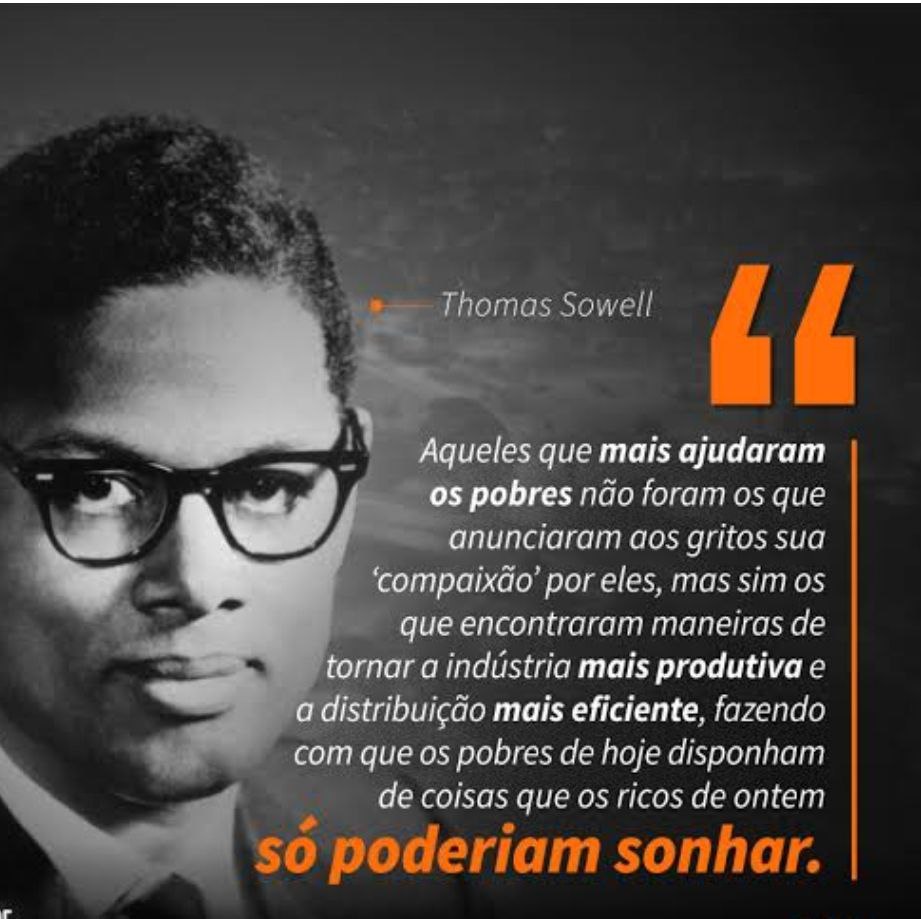 Thomas Sowell
“
Aqueles que mais ajudaram
os pobres não foram os que
anunciaram aos gritos sua
‘compaixão’ por eles, mas sim os
que encontraram maneiras de
tornar a indústria mais produtiva e
a distribuição mais eficiente, fazendo
com que os pobres de hoje disponham
de coisas que os ricos de ontem
só poderiam sonhar.